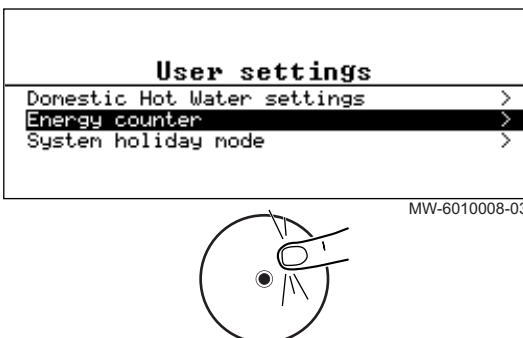 User settings
Domestic Hot Water settings >
Energy counter >
System holiday mode >
MW-6010008-03